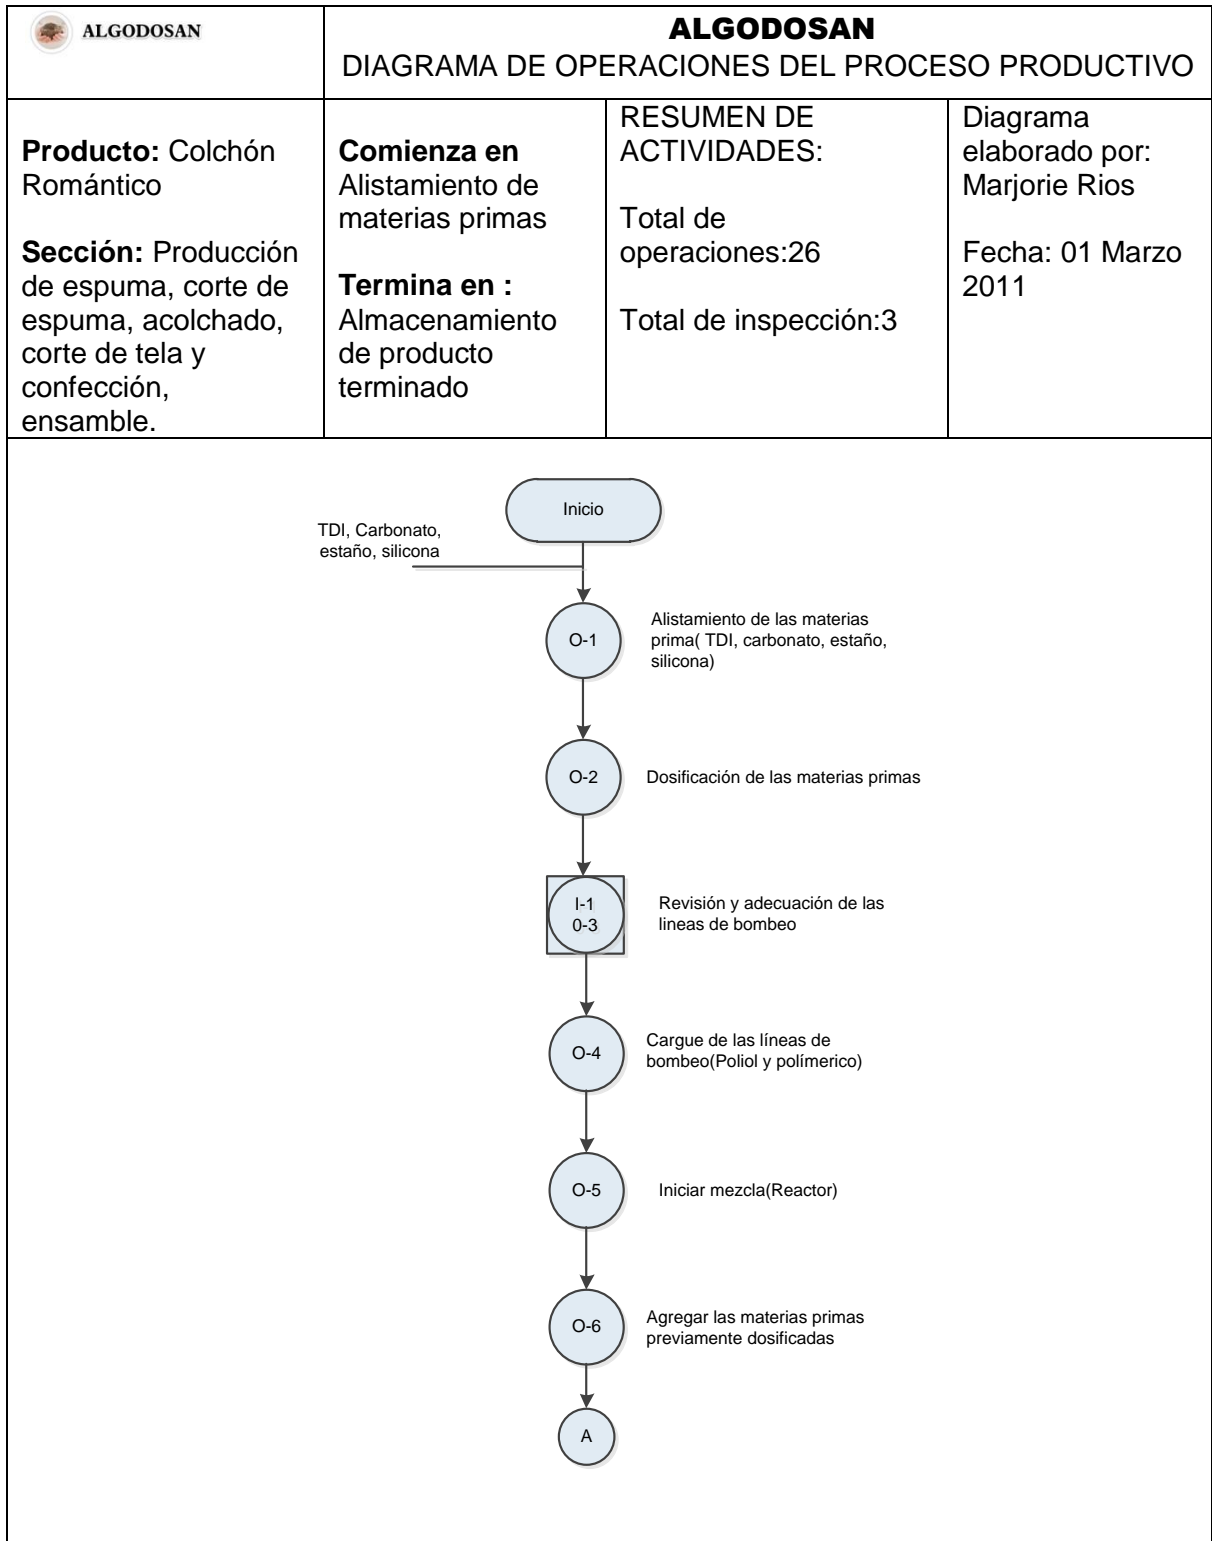 ALGODOSAN
ALGODOSAN
DIAGRAMA DE OPERACIONES DEL PROCESO PRODUCTIVO
Producto: Colchón
Romántico
Sección: Producción
de espuma, corte de
espuma, acolchado,
corte de tela y
confección,
ensamble.
Comienza en
Alistamiento de
materias primas
Termina en :
Almacenamiento
de producto
terminado
RESUMEN DE
ACTIVIDADES:
Total de
operaciones:26
Total de inspección:3
Diagrama
elaborado por:
Marjorie Rios
Fecha: 01 Marzo
2011
Inicio
TDI, Carbonato,
estaño, silicona
O-1
Alistamiento de las materias
prima( TDI, carbonato, estaño,
silicona)
O-2
Dosificación de las materias primas
I-1
0-3
Revisión y adecuación de las
lineas de bombeo
O-4
Cargue de las líneas de
bombeo(Poliol y polímerico)
O-5
Iniciar mezcla(Reactor)
O-6
Agregar las materias primas
previamente dosificadas
A